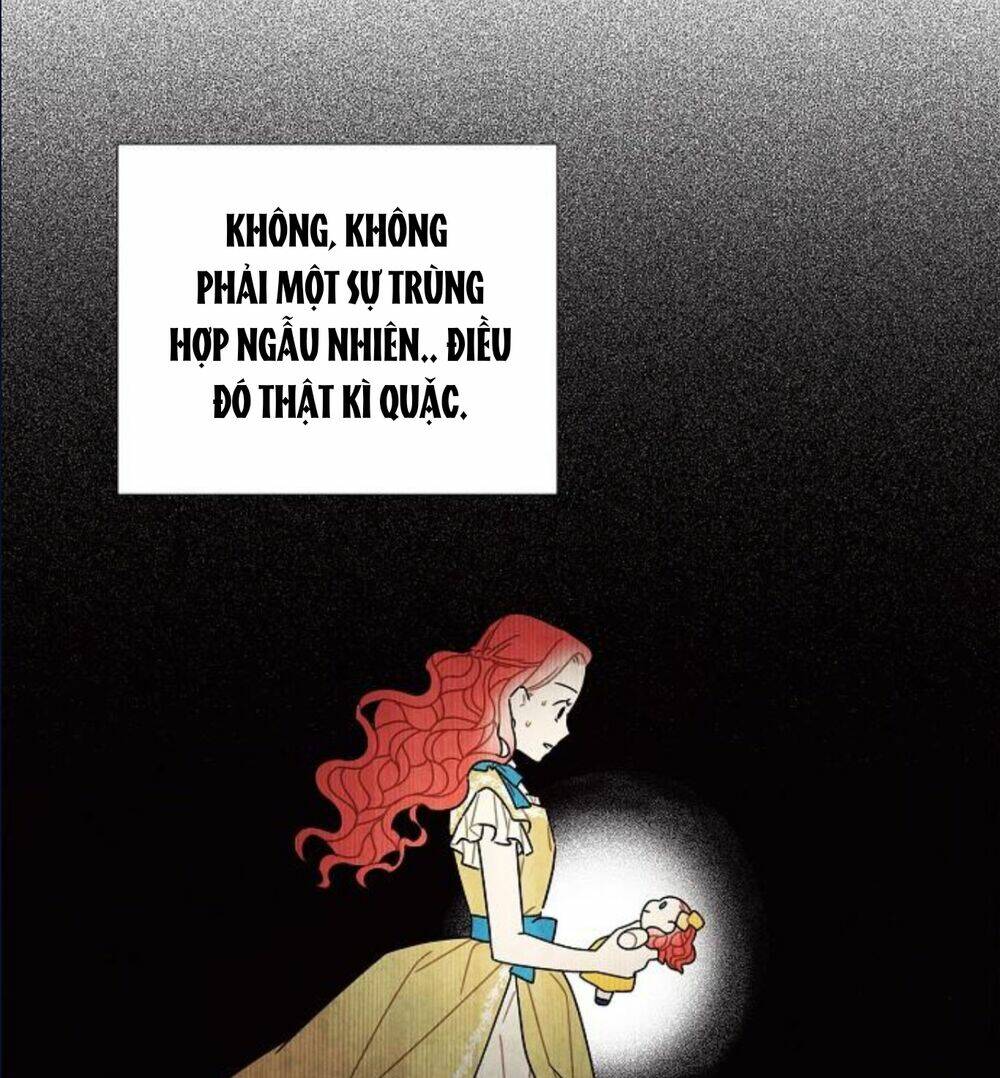 KHÔNG, KHÔNG
PHẢI MỘT SỰ TRÙNG
HỢP NGẪU NHIÊN.. ĐIỀU
ĐÓ THẬT KÌ QUẶC.